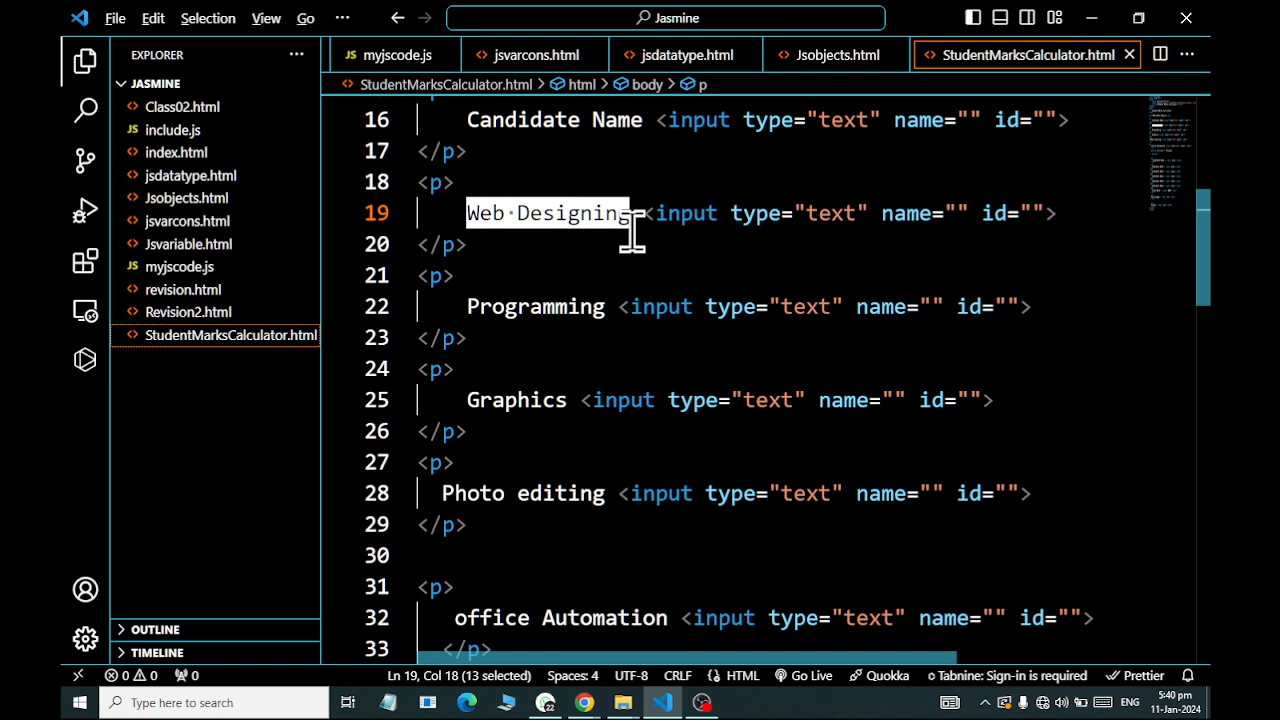 File Edit Selection View Go ··· Jasmine
EXPLORER ···
JASMINE
Class02.html
include.js
index.html
jsdatatype.html
Jsobjects.html
jsvarcons.html
Jsvariable.html
myjscode.js
revision.html
Revision2.html
StudentMarksCalculator.html
OUTLINE
TIMELINE
JS myjscode.js jsvarcons.html jsdatatype.html Jsobjects.html StudentMarksCalculator.html ···
StudentMarksCalculator.html > html > body > p
16 Candidate Name <input type="text" name="" id="">
17 </p>
18 <p>
19 Web·Designing <input type="text" name="" id="">
20 </p>
21 <p>
22 Programming <input type="text" name="" id="">
23 </p>
24 <p>
25 Graphics <input type="text" name="" id="">
26 </p>
27 <p>
28 Photo editing <input type="text" name="" id="">
29 </p>
30
31 <p>
32 office Automation <input type="text" name="" id="">
33 </p>
0 0 0 Ln 19, Col 18 (13 selected) Spaces: 4 UTF-8 CRLF HTML Go Live Quokka Tabnine: Sign-in is required Prettier
Type here to search ENG 5:40 pm
11-Jan-2024